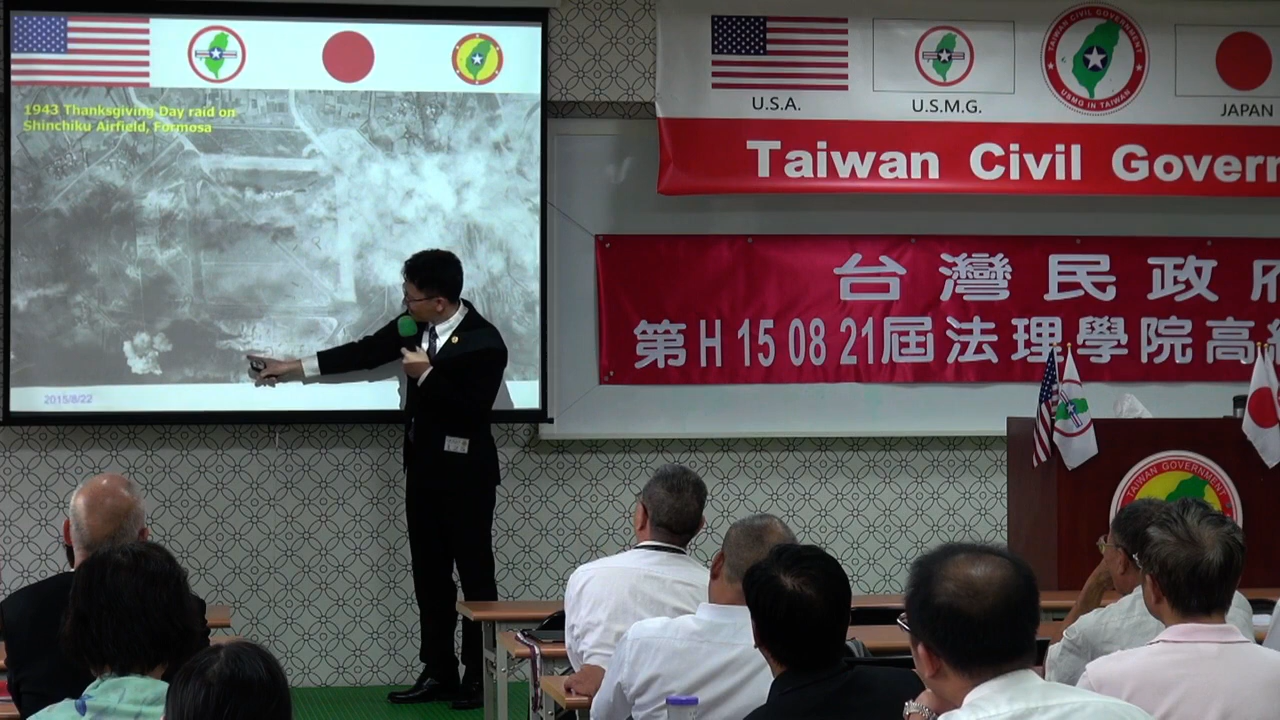 1943 Thanksgiving Day raid on
Shinchiku Airfield, Formosa
2015/8/22
U.S.A.
U.S.M.G.
TAIWAN CIVIL GOVERNMENT
USMG IN TAIWAN
JAPAN
Taiwan Civil Govern
台灣民政府
第H 15 08 21屆法理學院高
TAIWAN GOVERNMENT